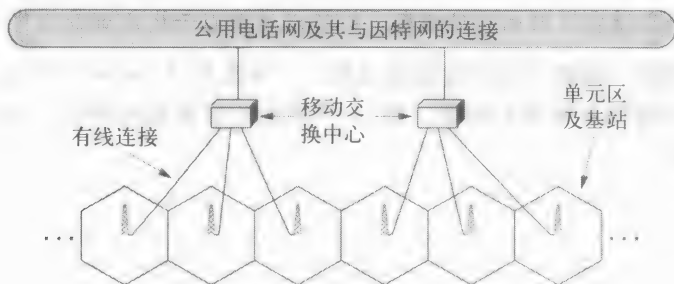 公用电话网及其与因特网的连接
移动交
换中心
单元区
及基站
有线连接
...
...